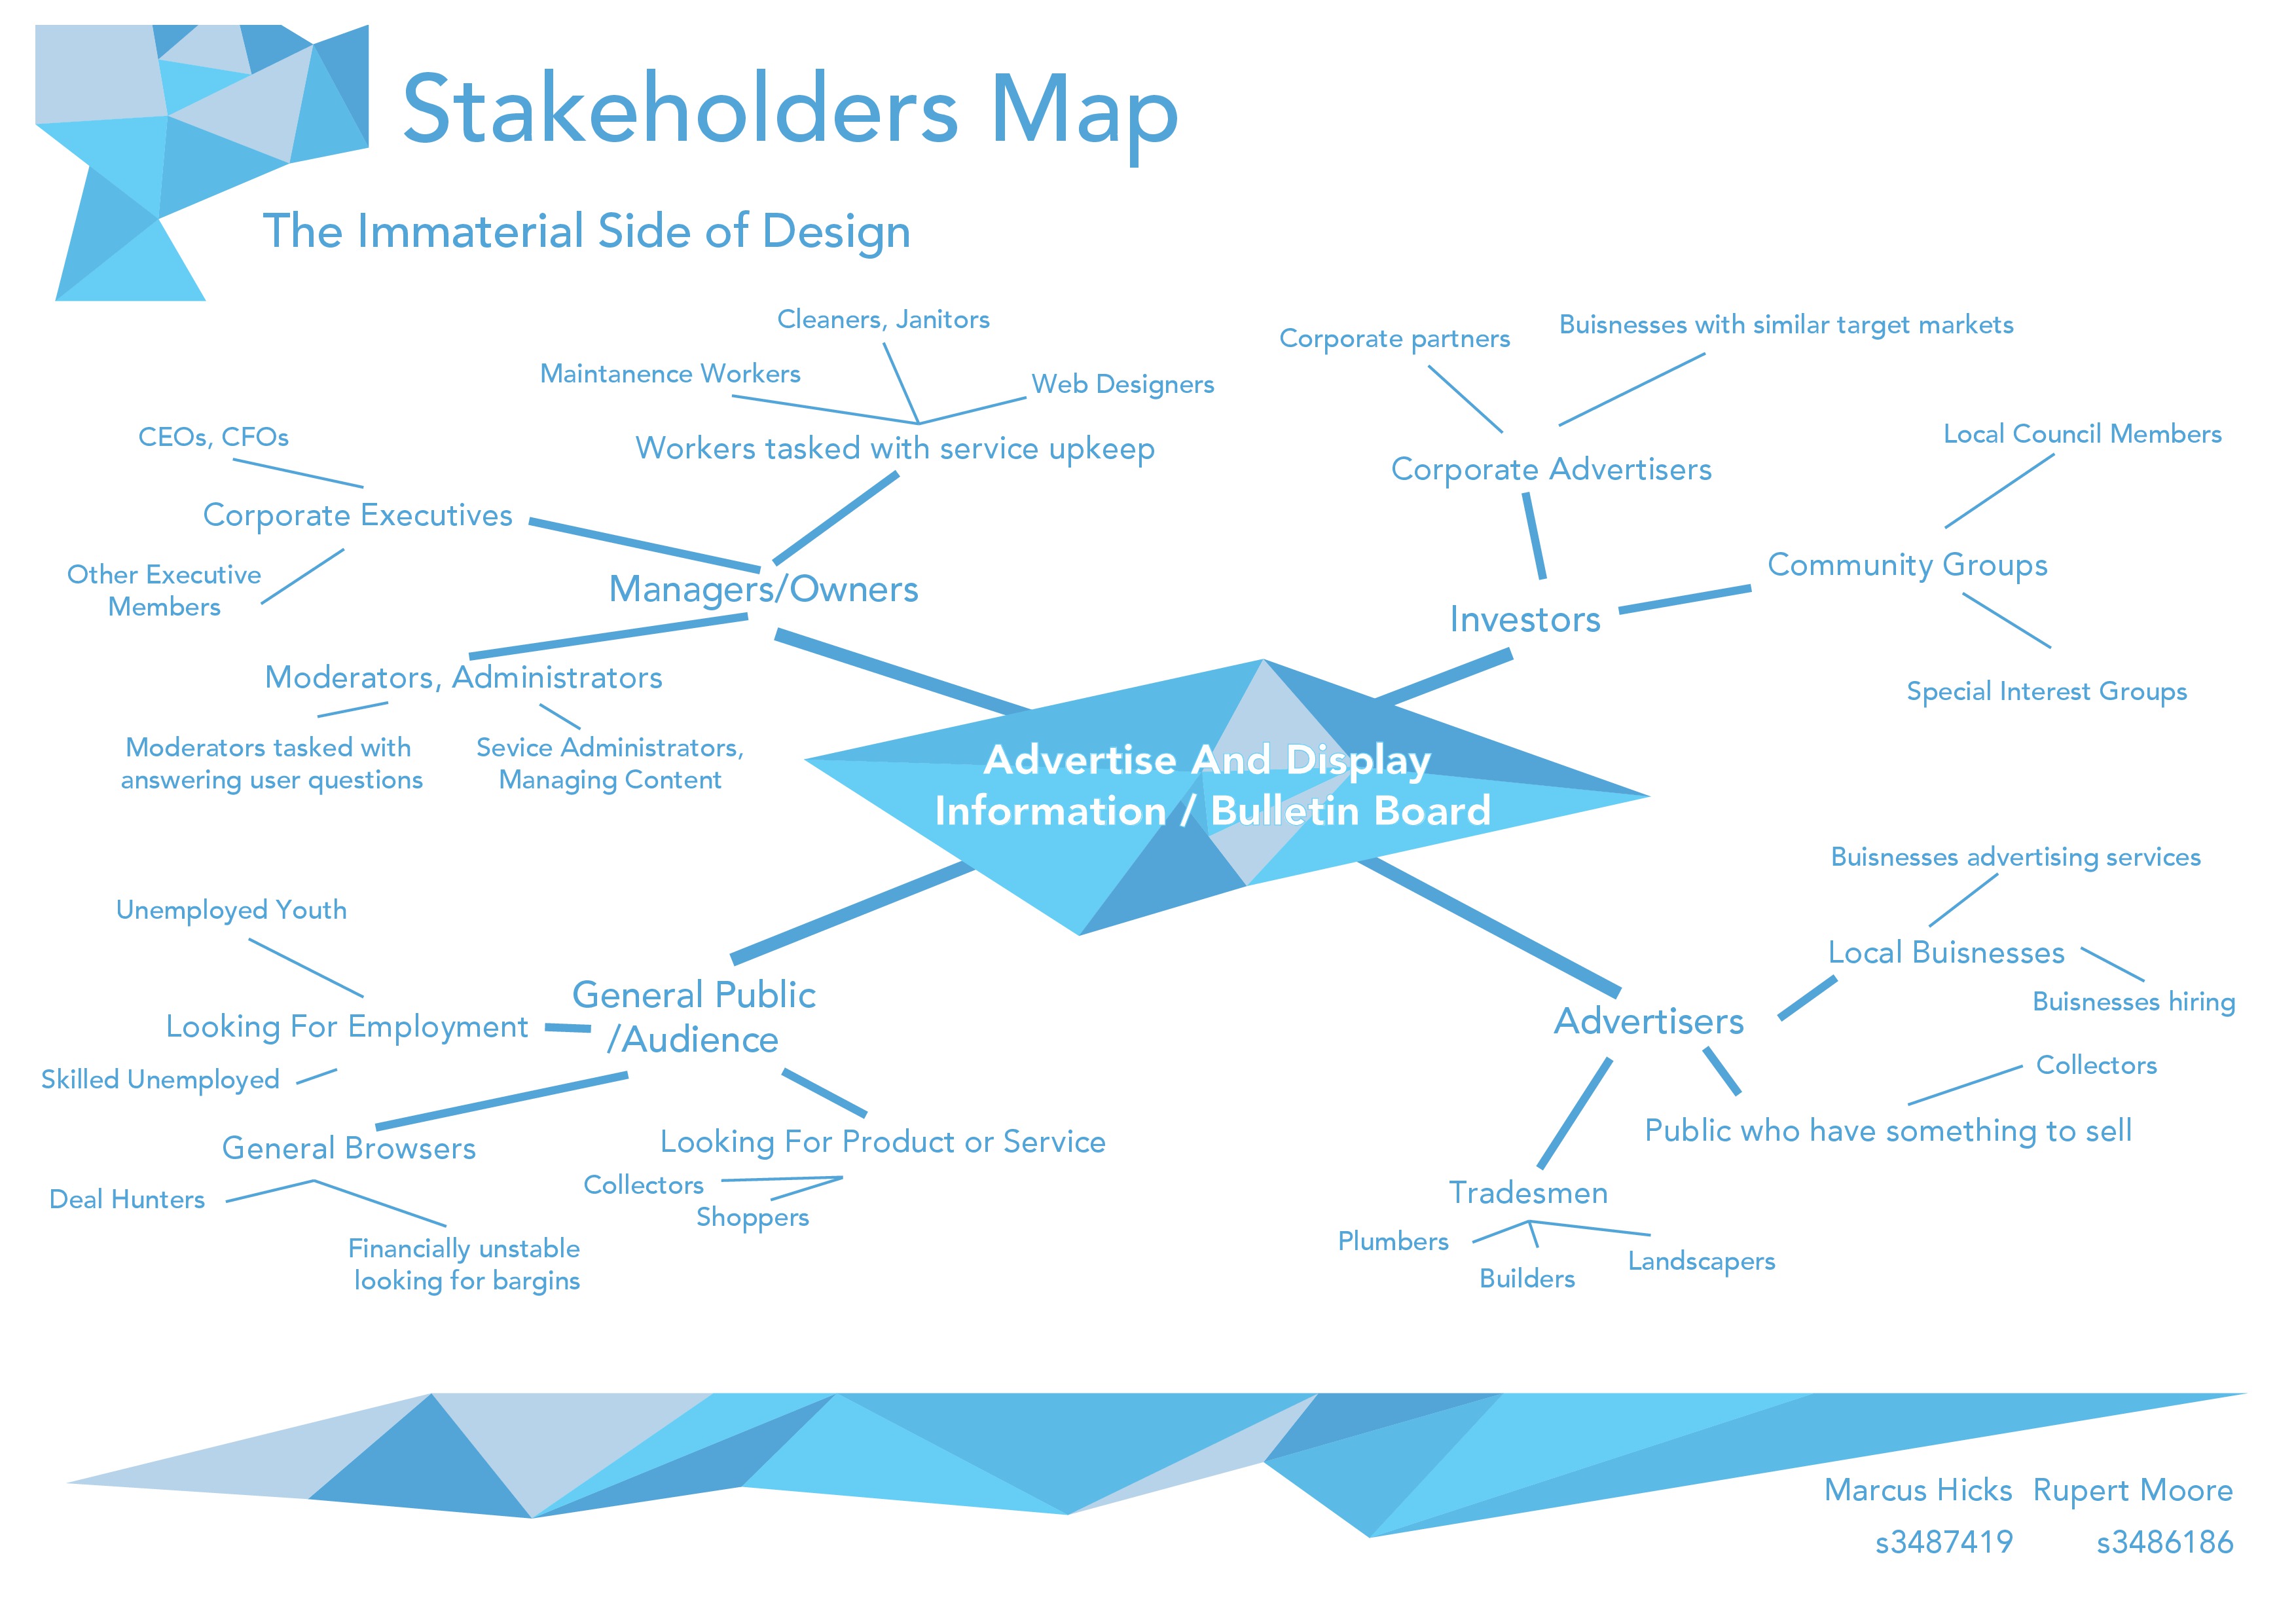 Stakeholders Map
The Immaterial Side of Design
Cleaners, Janitors
Maintanence Workers
Web Designers
Workers tasked with service upkeep
CEOs, CFOs
Corporate Executives
Other Executive
Members
Managers/Owners
Moderators, Administrators
Moderators tasked with
answering user questions
Sevice Administrators,
Managing Content
Corporate partners
Buisnesses with similar target markets
Corporate Advertisers
Local Council Members
Community Groups
Investors
Special Interest Groups
Advertise And Display
Information / Bulletin Board
Unemployed Youth
Looking For Employment
Skilled Unemployed
General Public
/Audience
General Browsers
Deal Hunters
Financially unstable
looking for bargins
Looking For Product or Service
Collectors
Shoppers
Buisnesses advertising services
Local Buisnesses
Buisnesses hiring
Advertisers
Collectors
Public who have something to sell
Tradesmen
Plumbers
Builders
Landscapers
Marcus Hicks Rupert Moore
s3487419 s3486186